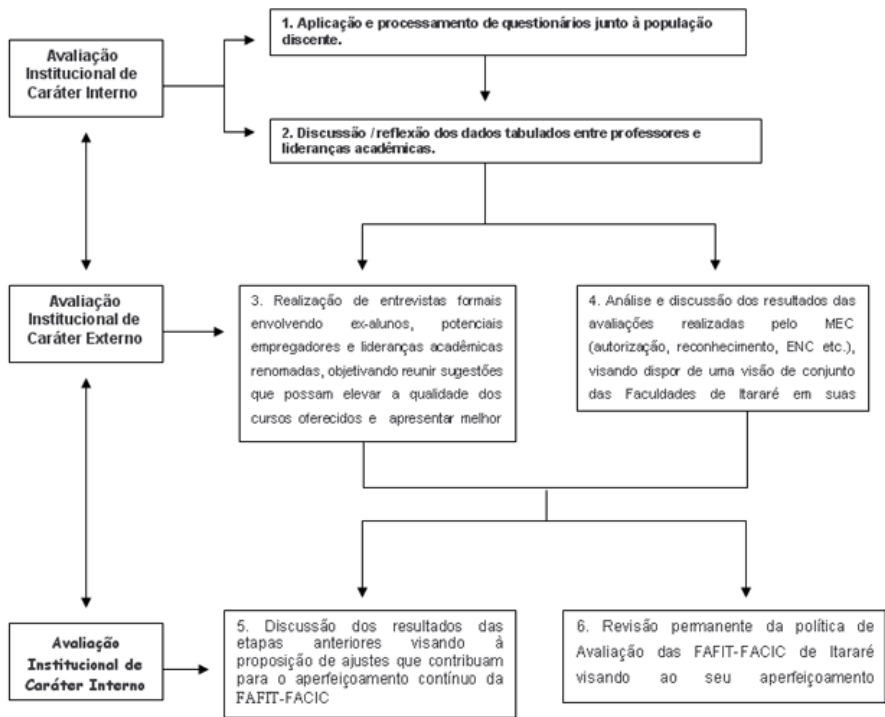 1. Aplicação e processamento de questionários junto à população
discente.
Avaliação
Institucional de
Caráter Interno
2. Discussão / reflexão dos dados tabulados entre professores e
lideranças acadêmicas.
Avaliação
Institucional de
Caráter Externo
3. Realização de entrevistas formais
envolvendo ex-alunos, potenciais
empregadores e lideranças acadêmicas
renomadas, objetivando reunir sugestões
que possam elevar a qualidade dos
cursos oferecidos e apresentar melhor
4. Análise e discussão dos resultados das
avaliações realizadas pelo MEC
(autorização, reconhecimento, ENC etc.),
visando dispor de uma visão de conjunto
das Faculdades de Itararé em suas
Avaliação
Institucional de
Caráter Interno
5. Discussão dos resultados das
etapas anteriores visando à
proposição de ajustes que contribuam
para o aperfeiçoamento contínuo da
FAFIT-FACIC
6. Revisão permanente da política de
Avaliação das FAFIT-FACIC de Itararé
visando ao seu aperfeiçoamento